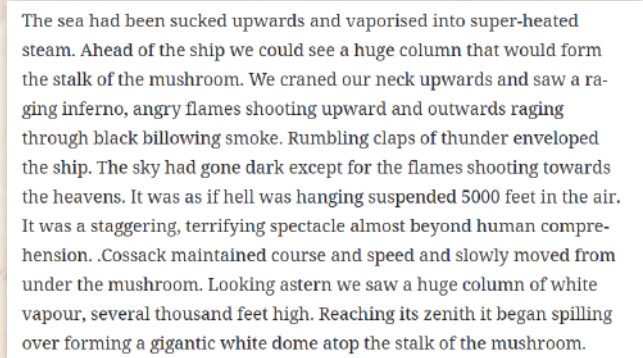 The sea had been sucked upwards and vaporised into super-heated
steam. Ahead of the ship we could see a huge column that would form
the stalk of the mushroom. We craned our neck upwards and saw a ra-
ging inferno, angry flames shooting upward and outwards raging
through black billowing smoke. Rumbling claps of thunder enveloped
the ship. The sky had gone dark except for the flames shooting towards
the heavens. It was as if hell was hanging suspended 5000 feet in the air.
It was a staggering, terrifying spectacle almost beyond human compre-
hension. .Cossack maintained course and speed and slowly moved from
under the mushroom. Looking astern we saw a huge column of white
vapour, several thousand feet high. Reaching its zenith it began spilling
over forming a gigantic white dome atop the stalk of the mushroom.